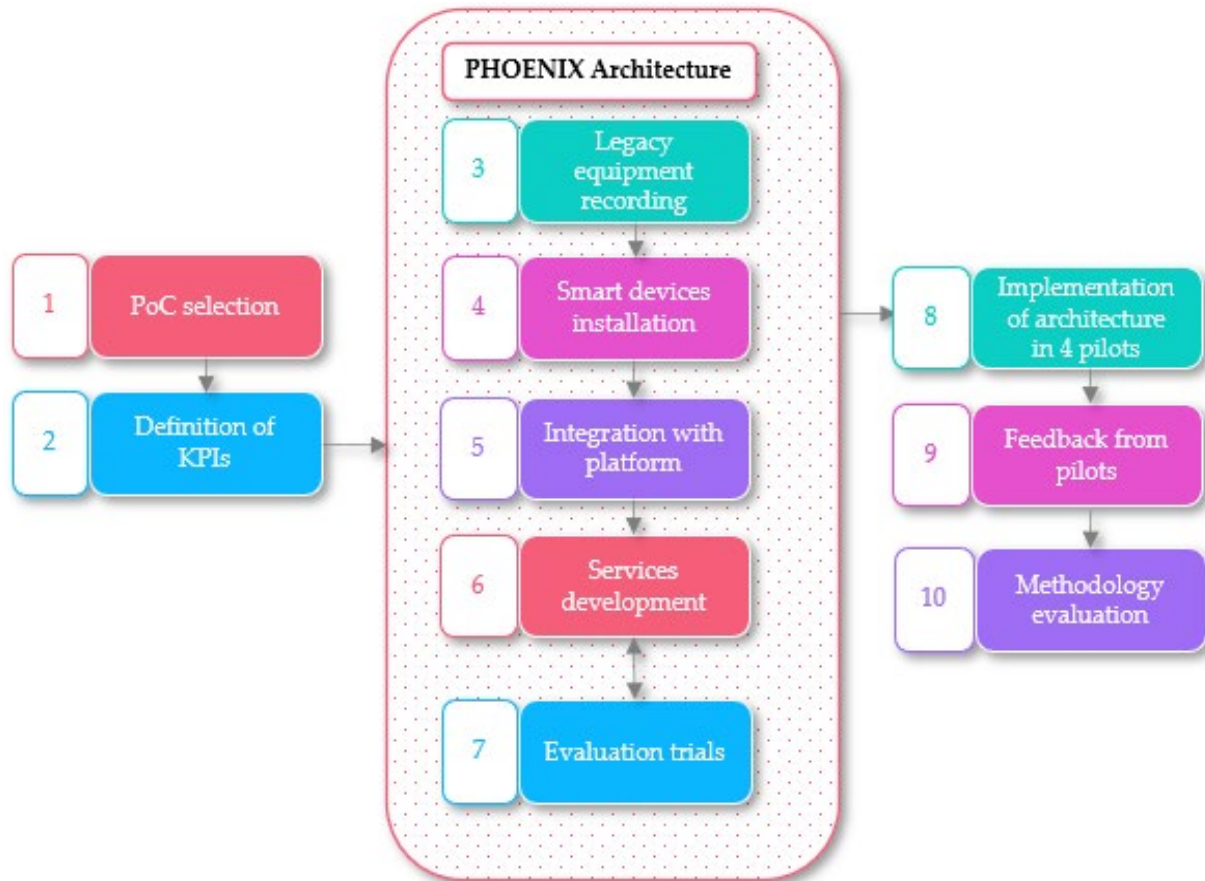 1
PoC selection
2
Definition of
KPIs
PHOENIX Architecture
3
Legacy
equipment
recording
4
Smart devices
installation
5
Integration with
platform
6
Services
development
7
Evaluation trials
8
Implementation
of architecture
in 4 pilots
9
Feedback from
pilots
10
Methodology
evaluation